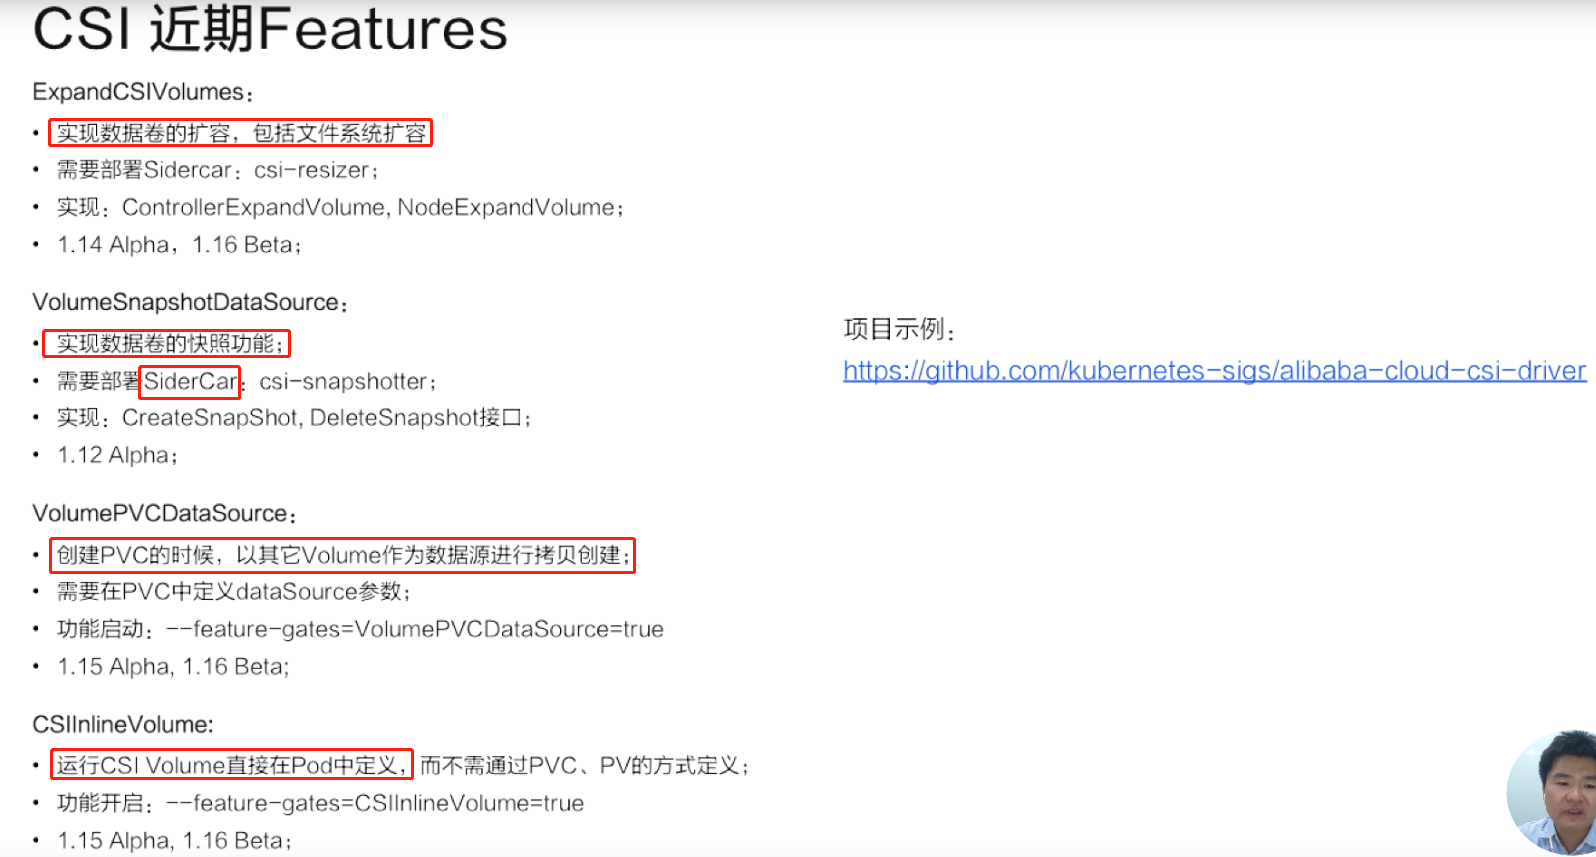 CSI 近期Features
ExpandCSIVolumes：
• 实现数据卷的扩容，包括文件系统扩容
• 需要部署Sidercar：csi-resizer；
• 实现：ControllerExpandVolume, NodeExpandVolume；
• 1.14 Alpha，1.16 Beta；
VolumeSnapshotDataSource：
• 实现数据卷的快照功能；
• 需要部署SiderCar：csi-snapshotter；
• 实现：CreateSnapShot, DeleteSnapshot接口；
• 1.12 Alpha；
VolumePVCDataSource：
• 创建PVC的时候，以其它Volume作为数据源进行拷贝创建；
• 需要在PVC中定义dataSource参数；
• 功能启动：--feature-gates=VolumePVCDataSource=true
• 1.15 Alpha, 1.16 Beta;
CSIInlineVolume:
• 运行CSI Volume直接在Pod中定义，而不需通过PVC、PV的方式定义；
• 功能开启：--feature-gates=CSIInlineVolume=true
• 1.15 Alpha, 1.16 Beta；
项目示例：
https://github.com/kubernetes-sigs/alibaba-cloud-csi-driver